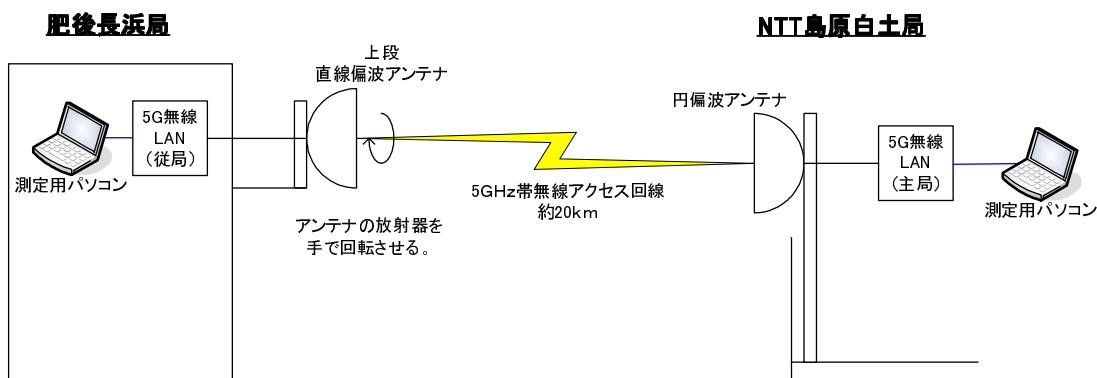 肥後長浜局
NTT島原白土局
上段
直線偏波アンテナ
円偏波アンテナ
5G無線
LAN
(従局)
測定用パソコン
5G無線
LAN
(主局)
測定用パソコン
5GHz帯無線アクセス回線
約20km
アンテナの放射器を
手で回転させる。